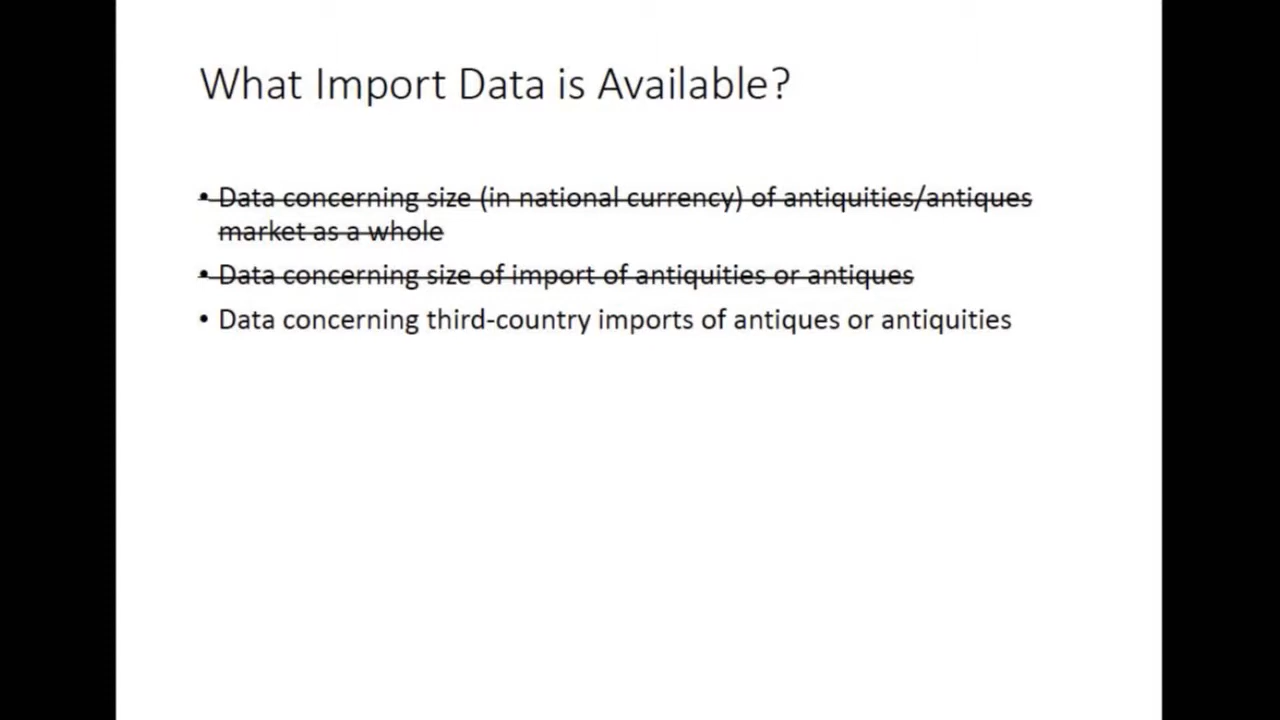 What Import Data is Available?
• Data concerning size (in national currency) of antiquities/antiques
market as a whole
• Data concerning size of import of antiquities or antiques
• Data concerning third-country imports of antiques or antiquities